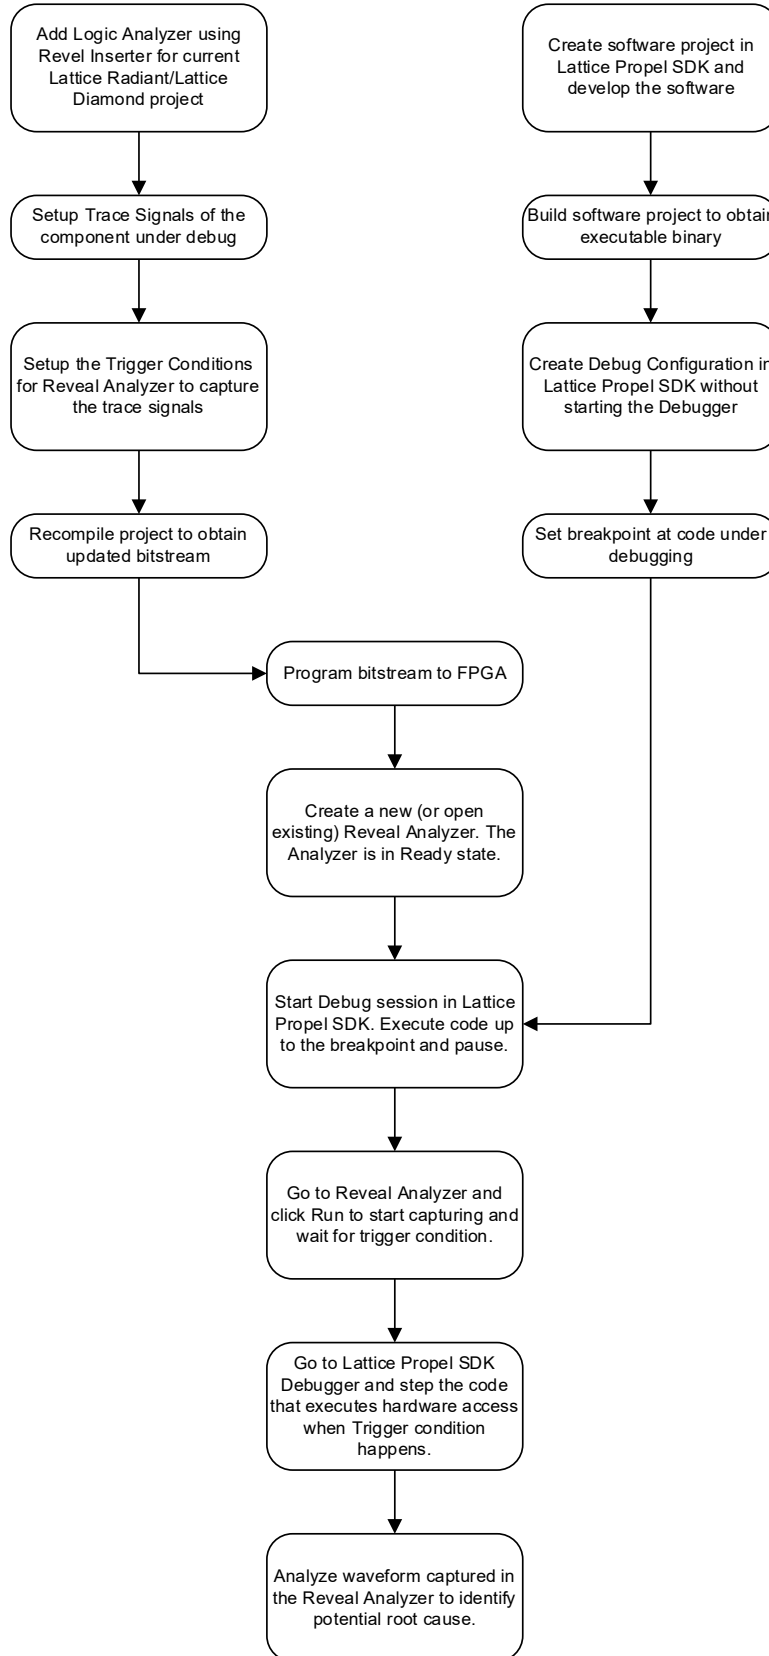 Add Logic Analyzer using
Revel Inserter for current
Lattice Radiant/Lattice
Diamond project
Setup Trace Signals of the
component under debug
Setup the Trigger Conditions
for Reveal Analyzer to capture
the trace signals
Recompile project to obtain
updated bitstream
Create software project in
Lattice Propel SDK and
develop the software
Build software project to obtain
executable binary
Create Debug Configuration in
Lattice Propel SDK without
starting the Debugger
Set breakpoint at code under
debugging
Program bitstream to FPGA
Create a new (or open
existing) Reveal Analyzer. The
Analyzer is in Ready state.
Start Debug session in Lattice
Propel SDK. Execute code up
to the breakpoint and pause.
Go to Reveal Analyzer and
click Run to start capturing and
wait for trigger condition.
Go to Lattice Propel SDK
Debugger and step the code
that executes hardware access
when Trigger condition
happens.
Analyze waveform captured in
the Reveal Analyzer to identify
potential root cause.